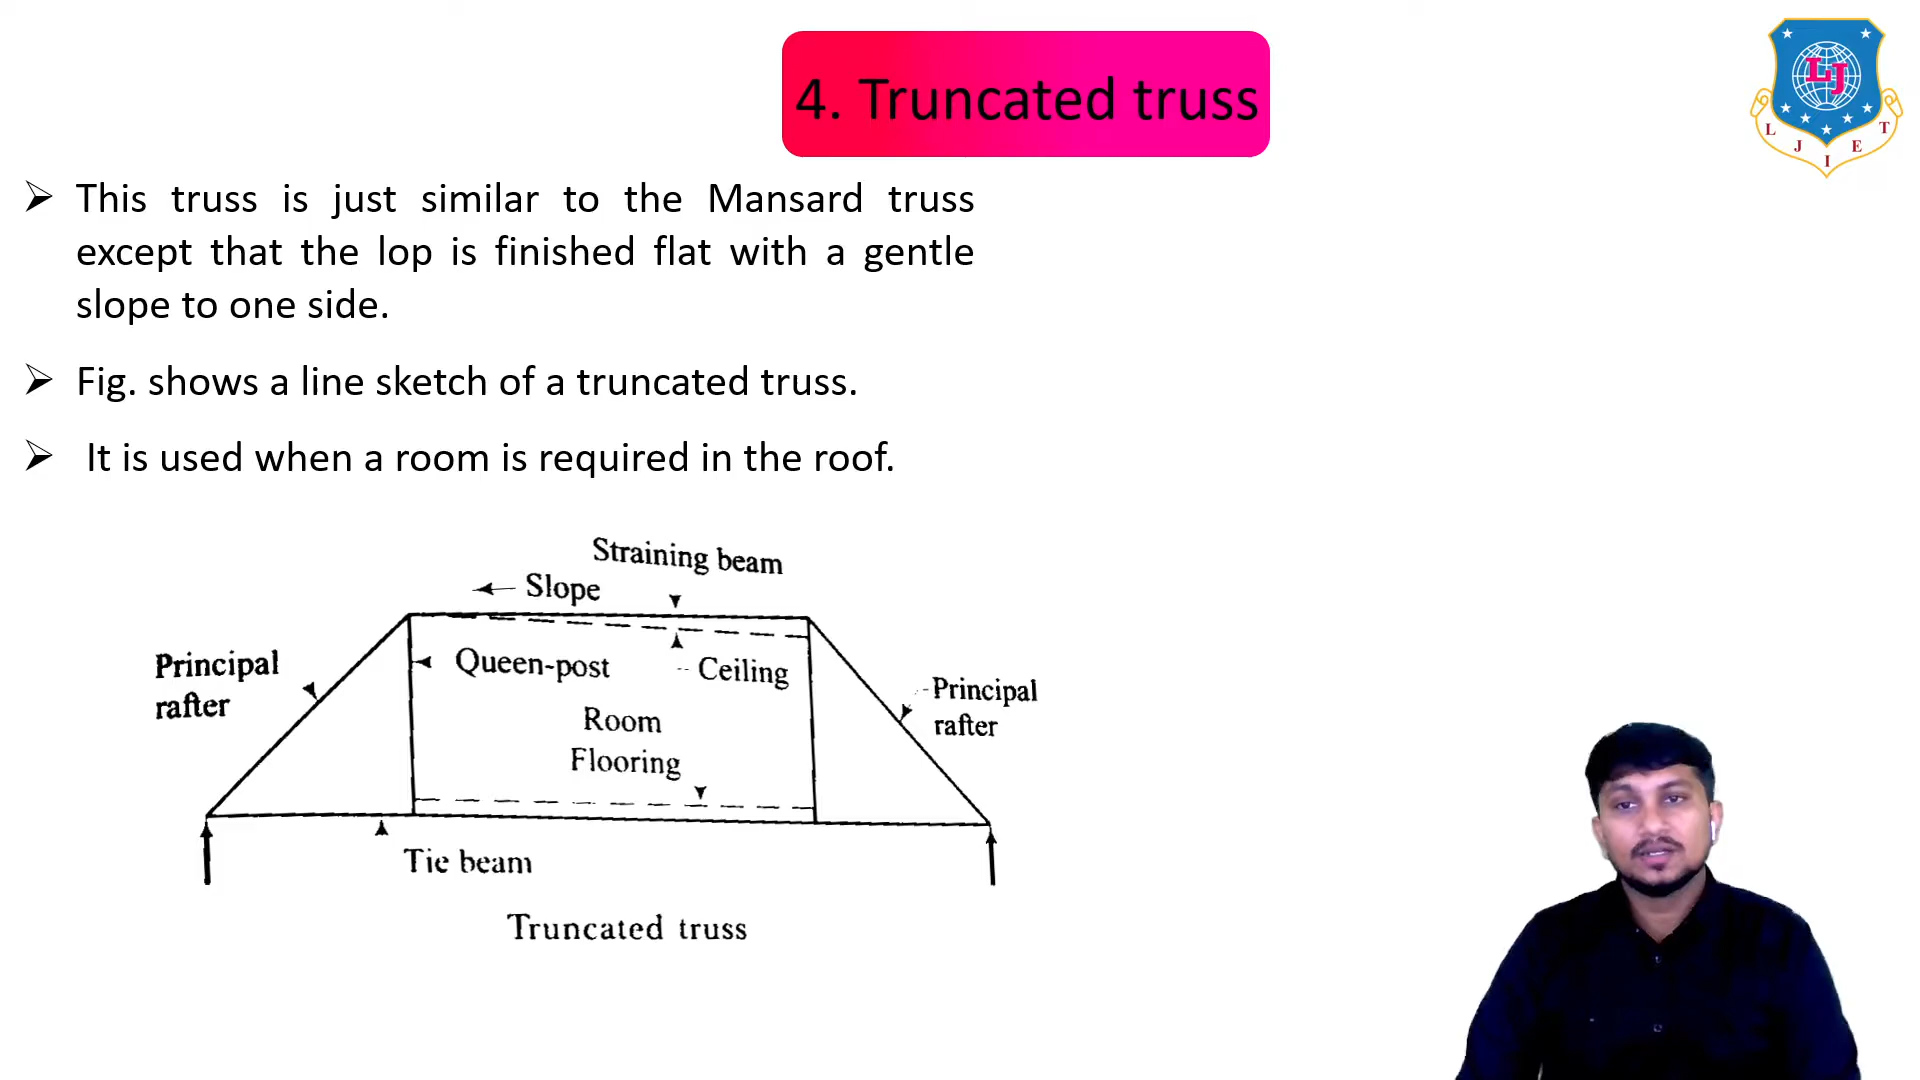 4. Truncated truss
L J I E T
LJ
This truss is just similar to the Mansard truss
except that the lop is finished flat with a gentle
slope to one side.
Fig. shows a line sketch of a truncated truss.
It is used when a room is required in the roof.
Straining beam
Slope
Principal
rafter
Queen-post
Ceiling
Principal
rafter
Room
Flooring
Tie beam
Truncated truss